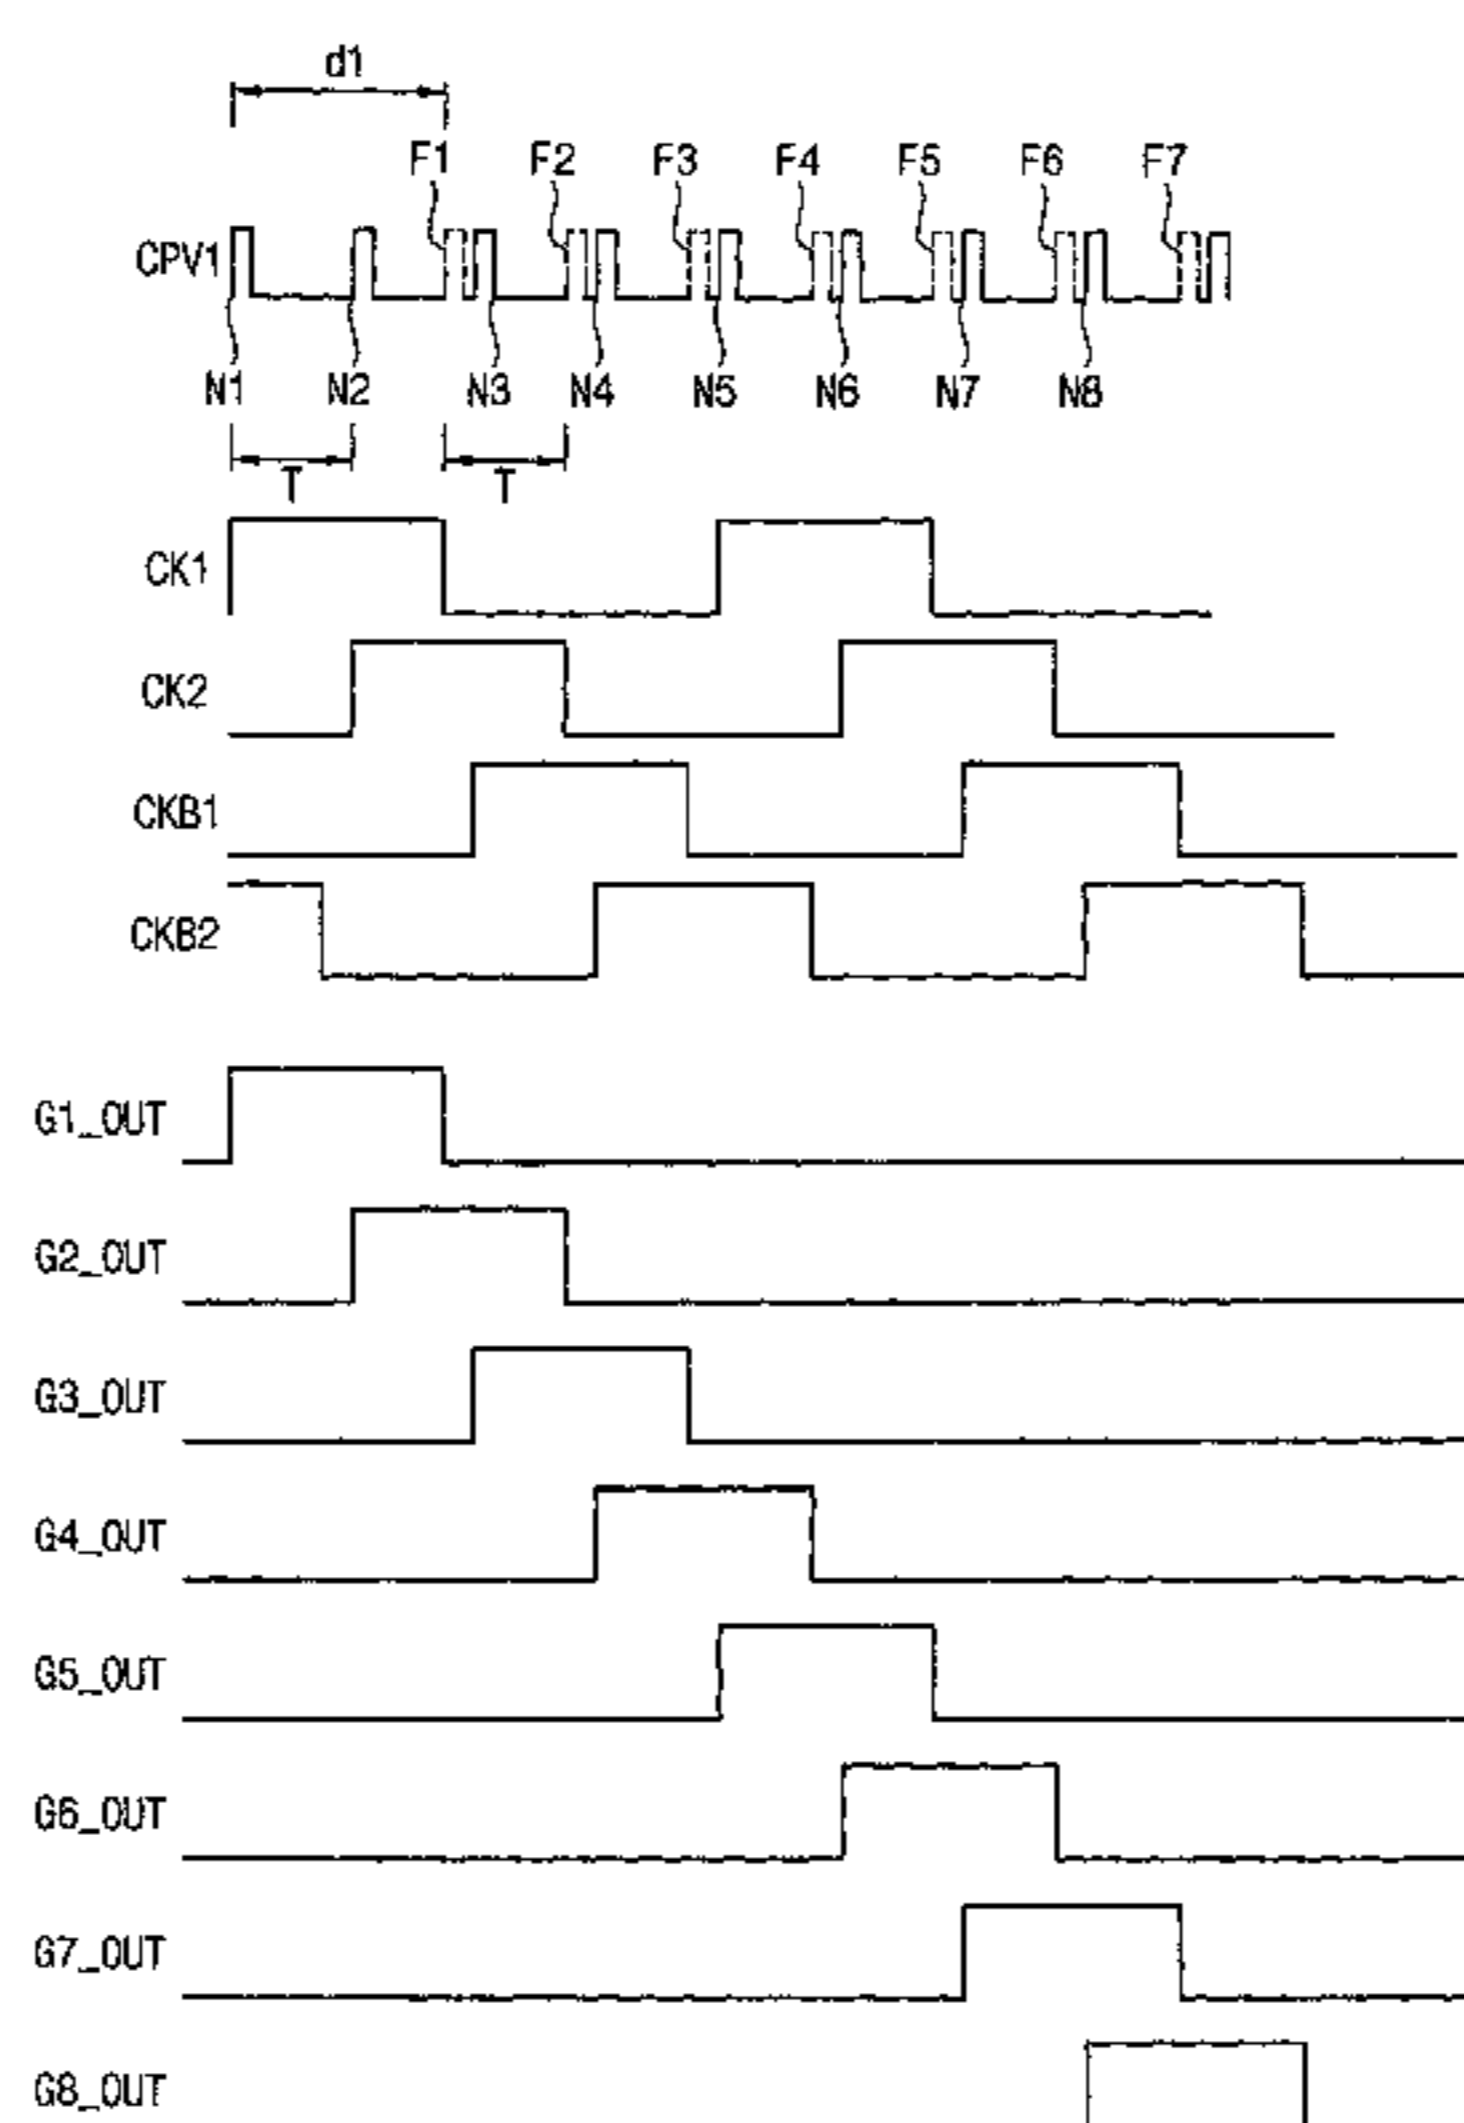 d1
F1 F2 F3 F4 F5 F6 F7
CPV1
N1 N2 N3 N4 N5 N6 N7 N8
T T
CK1
CK2
CKB1
CKB2
G1_OUT
G2_OUT
G3_OUT
G4_OUT
G5_OUT
G6_OUT
G7_OUT
G8_OUT